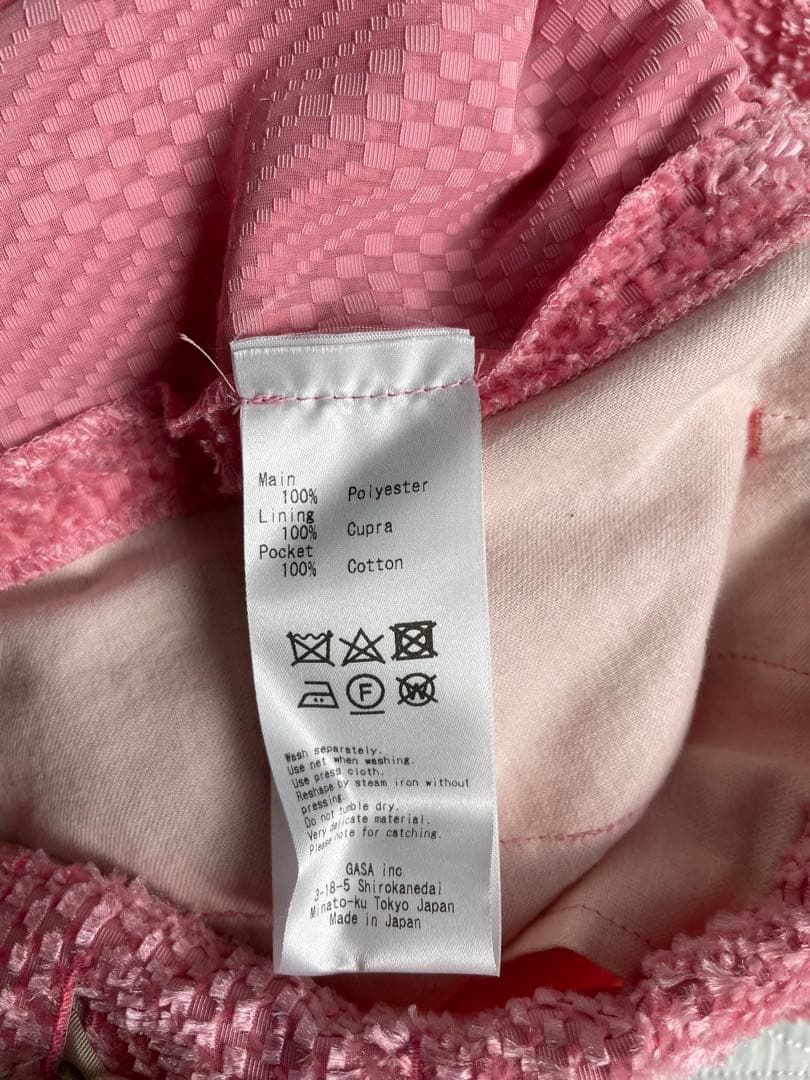 Main
100% Polyester
Lining
100% Cupra
Pocket
100% Cotton
F
W
Wash separately.
Use net when washing.
Use press cloth.
Reshape by steam iron without
pressing.
Do not tumble dry.
Very delicate material.
Please note for catching.
GASA inc
3-18-5 Shirokanedai
Minato-ku Tokyo Japan
Made in Japan